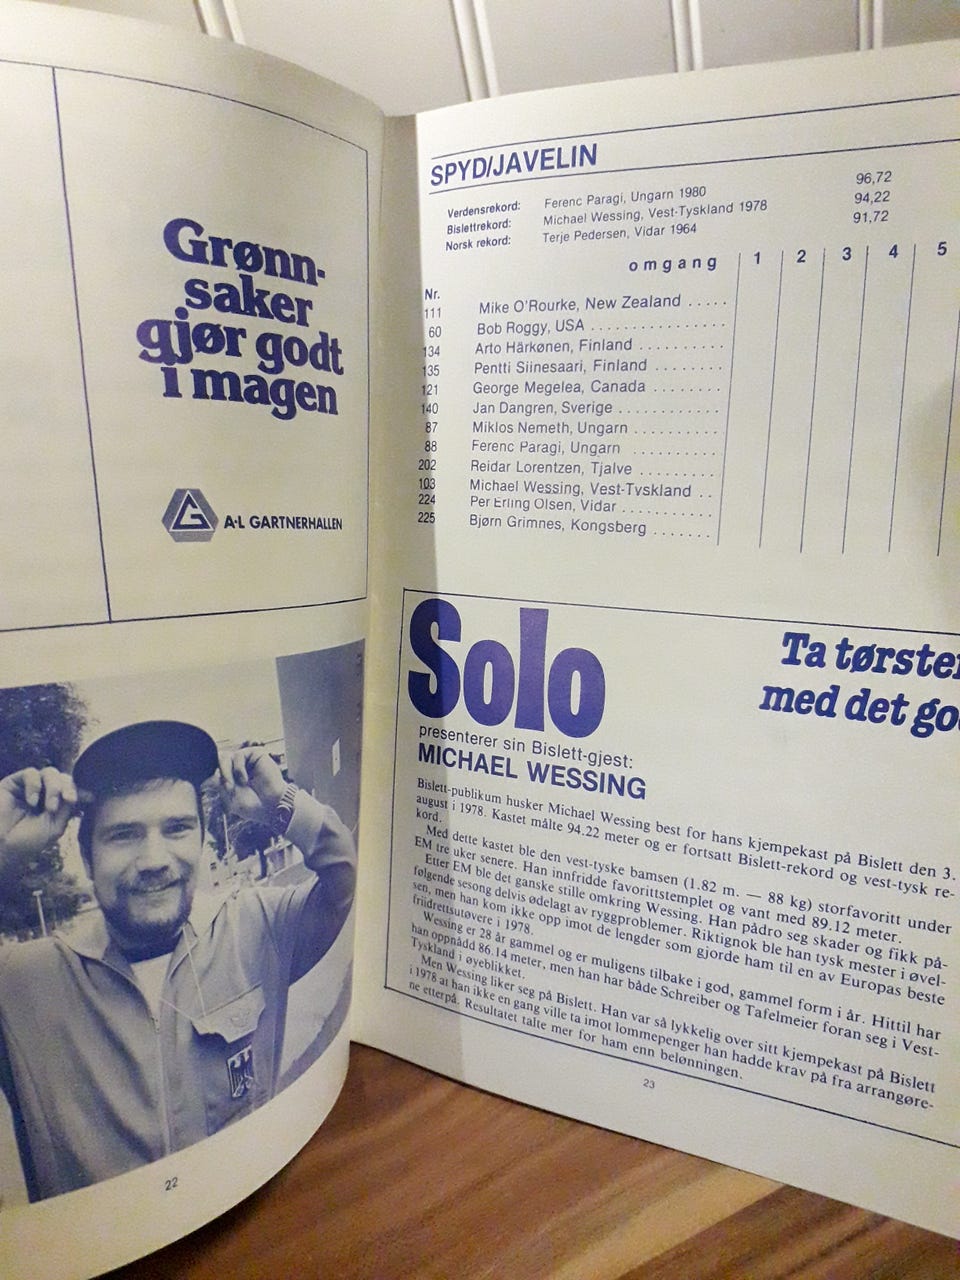 Grønn-
saker
gjør godt
i magen
A·L GARTNERHALLEN
22
SPYD/JAVELIN
Verdensrekord: Ferenc Paragi, Ungarn 1980 96,72
Bislettrekord: Michael Wessing, Vest-Tyskland 1978 94,22
Norsk rekord: Terje Pedersen, Vidar 1964 91,72
omgang 1 2 3 4 5
Nr.
111 Mike O'Rourke, New Zealand .....
60 Bob Roggy, USA ...............
134 Arto Härkønen, Finland ..........
135 Pentti Siinesaari, Finland ........
121 George Megelea, Canada ........
140 Jan Dangren, Sverige ............
87 Miklos Nemeth, Ungarn ..........
88 Ferenc Paragi, Ungarn ..........
202 Reidar Lorentzen, Tjalve .........
103 Michael Wessing, Vest-Tyskland ..
224 Per Erling Olsen, Vidar ..........
225 Bjørn Grimnes, Kongsberg .......
Solo
Ta tørsten
med det go
presenterer sin Bislett-gjest:
MICHAEL WESSING
Bislett-publikum husker Michael Wessing best for hans kjempekast på Bislett den 3.
august i 1978. Kastet målte 94.22 meter og er fortsatt Bislett-rekord og vest-tysk re-
kord.
Med dette kastet ble den vest-tyske bamsen (1.82 m. — 88 kg) storfavoritt under
EM tre uker senere. Han innfridde favorittstemplet og vant med 89.12 meter.
Etter EM ble det ganske stille omkring Wessing. Han pådro seg skader og fikk på-
følgende sesong delvis ødelagt av ryggproblemer. Riktignok ble han tysk mester i øvel-
sen, men han kom ikke opp imot de lengder som gjorde ham til en av Europas beste
friidrettsutøvere i 1978.
Wessing er 28 år gammel og er muligens tilbake i god, gammel form i år. Hittil har
han oppnådd 86.14 meter, men han har både Schreiber og Tafelmeier foran seg i Vest-
Tyskland i øyeblikket.
Men Wessing liker seg på Bislett. Han var så lykkelig over sitt kjempekast på Bislett
i 1978 at han ikke en gang ville ta imot lommepenger han hadde krav på fra arrangøre-
ne etterpå. Resultatet talte mer for ham enn belønningen.
23